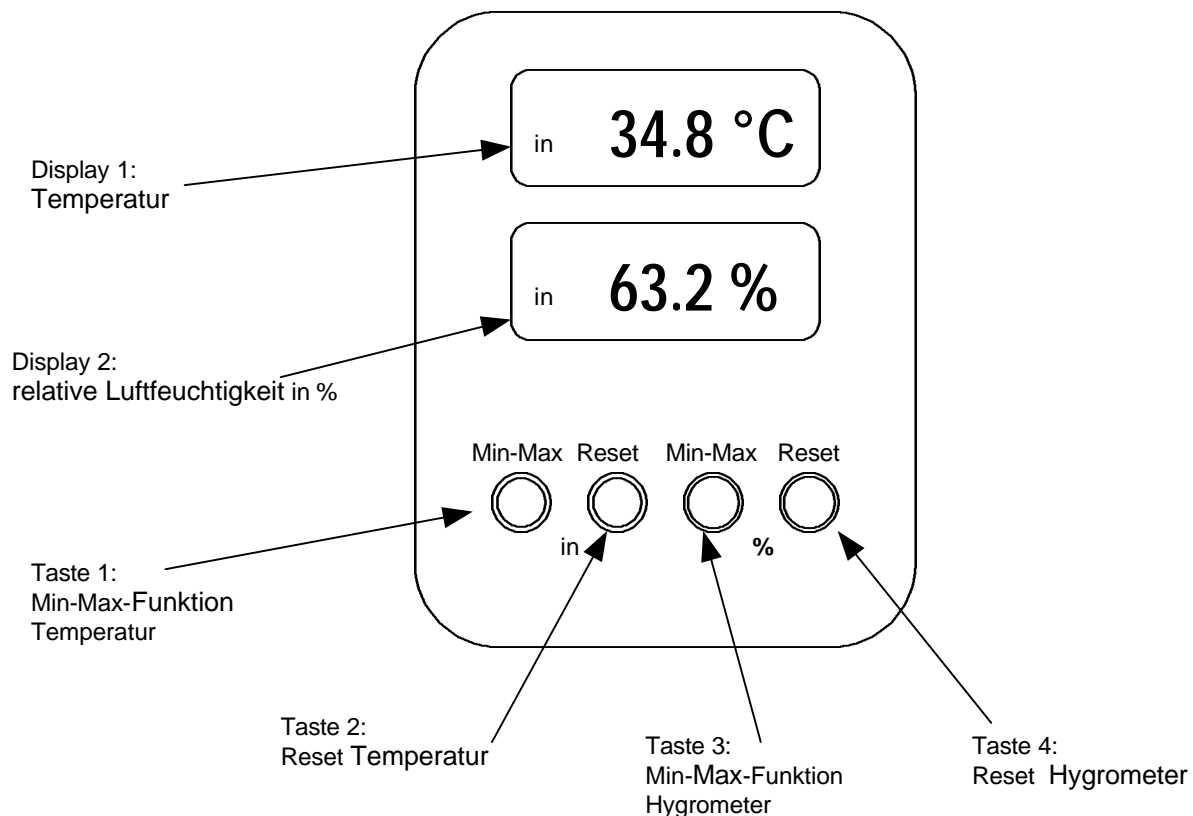 in 34.8 °C
Display 1:
Temperatur
in 63.2 %
Display 2:
relative Luftfeuchtigkeit in %
Min-Max Reset Min-Max Reset
in %
Taste 1:
Min-Max-Funktion
Temperatur
Taste 2:
Reset Temperatur
Taste 3:
Min-Max-Funktion
Hygrometer
Taste 4:
Reset Hygrometer